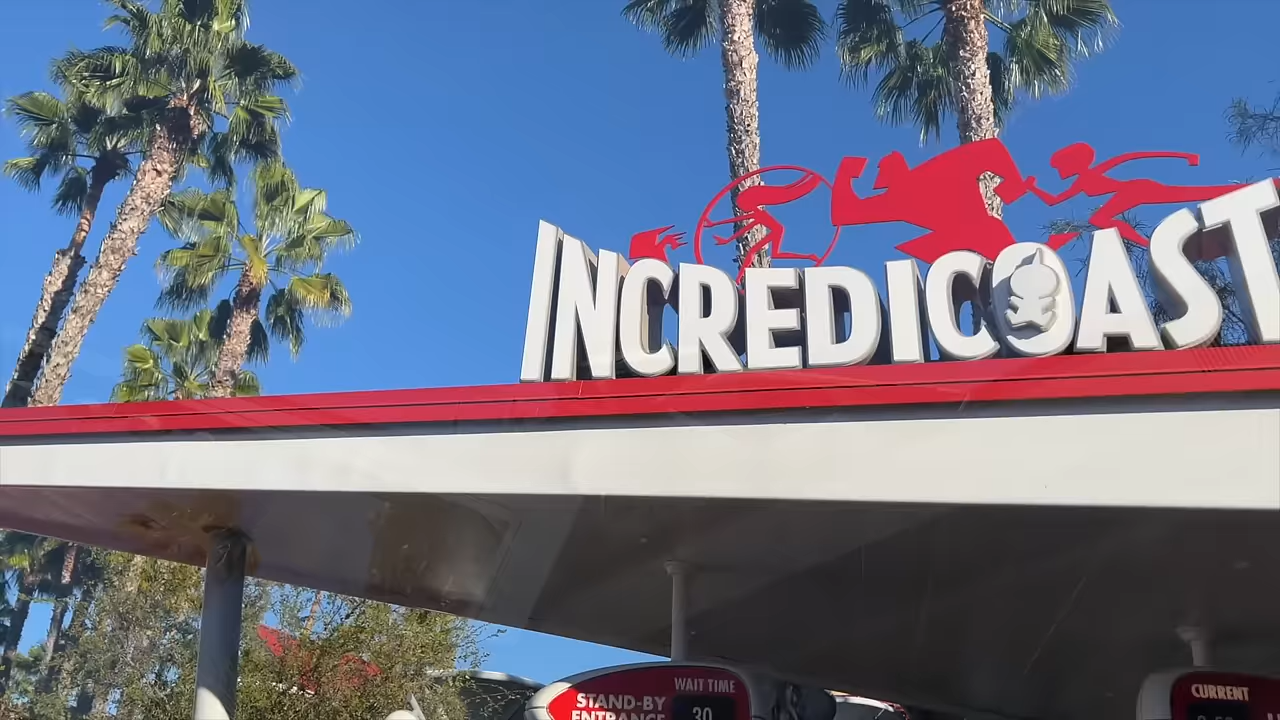 INCREDICOAST
WAIT TIME
STAND-BY
ENTRANCE
30
CURRENT